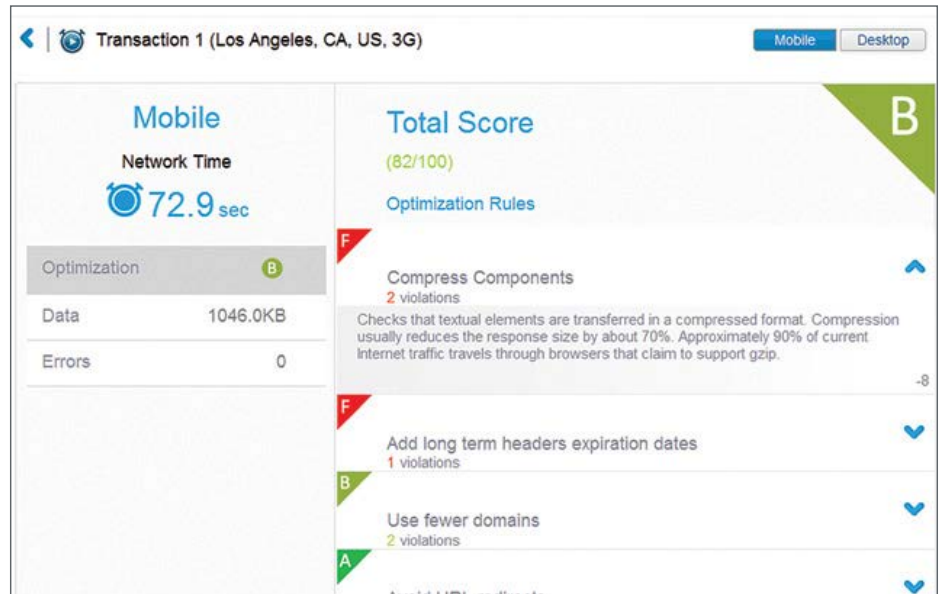 Transaction 1 (Los Angeles, CA, US, 3G)
Mobile
Desktop
Mobile
Network Time
72.9 sec
Optimization B
Data 1046.0KB
Errors 0
Total Score
(82/100)
B
Optimization Rules
F
Compress Components
2 violations
Checks that textual elements are transferred in a compressed format. Compression
usually reduces the response size by about 70%. Approximately 90% of current
Internet traffic travels through browsers that claim to support gzip.
-8
F
Add long term headers expiration dates
1 violations
B
Use fewer domains
2 violations
A
Avoid URL redirects